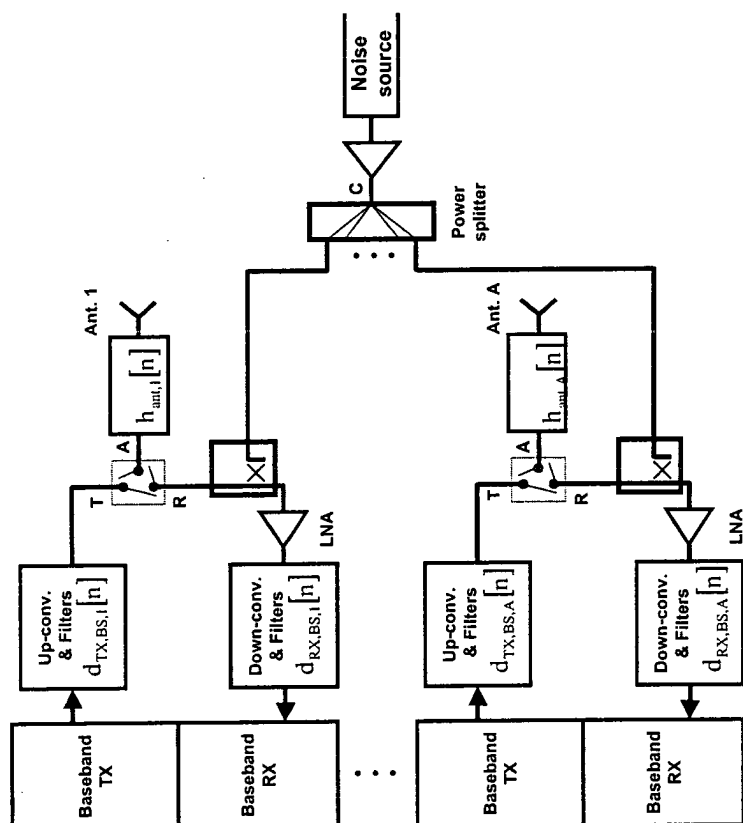 Baseband
TX
Up-conv.
& Filters
d_TX,BS,1[n]
T
A
R
h_ant,1[n]
Ant. 1
Baseband
RX
Down-conv.
& Filters
d_RX,BS,1[n]
LNA
Noise
source
C
Power
splitter
• • •
• • •
Baseband
TX
Up-conv.
& Filters
d_TX,BS,A[n]
T
A
R
h_ant,A[n]
Ant. A
Baseband
RX
Down-conv.
& Filters
d_RX,BS,A[n]
LNA